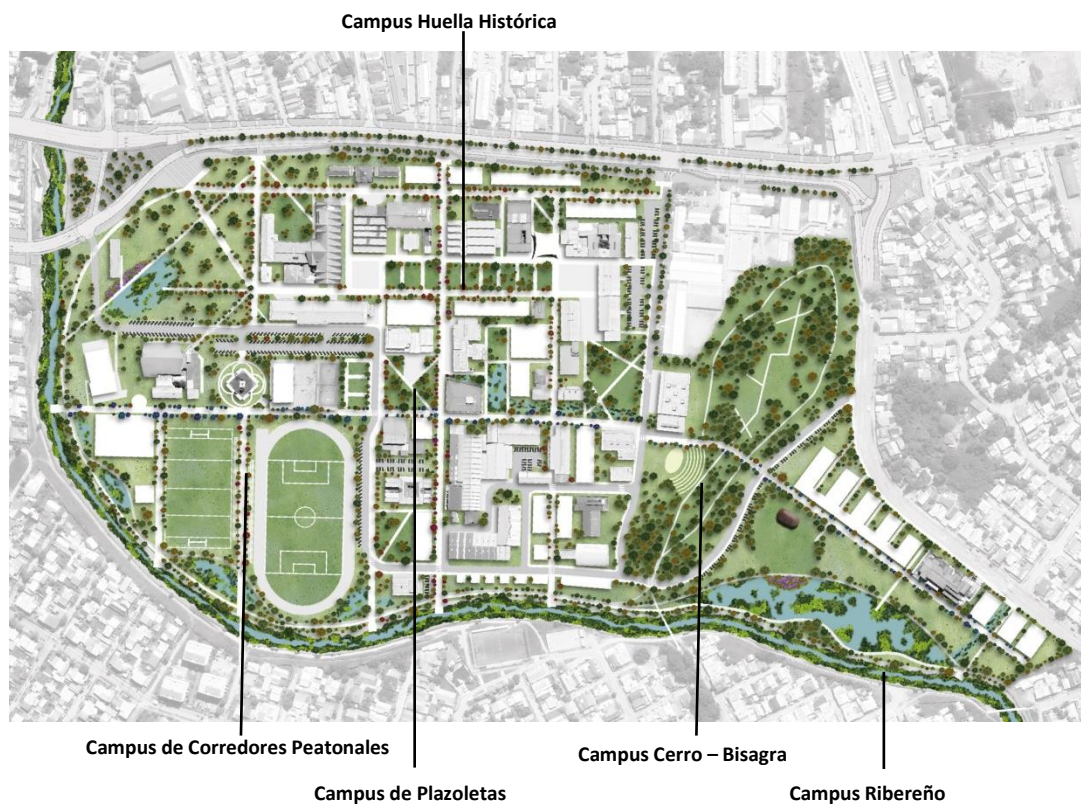 Campus Huella Histórica
Campus de Corredores Peatonales
Campus Cerro – Bisagra
Campus de Plazoletas
Campus Ribereño